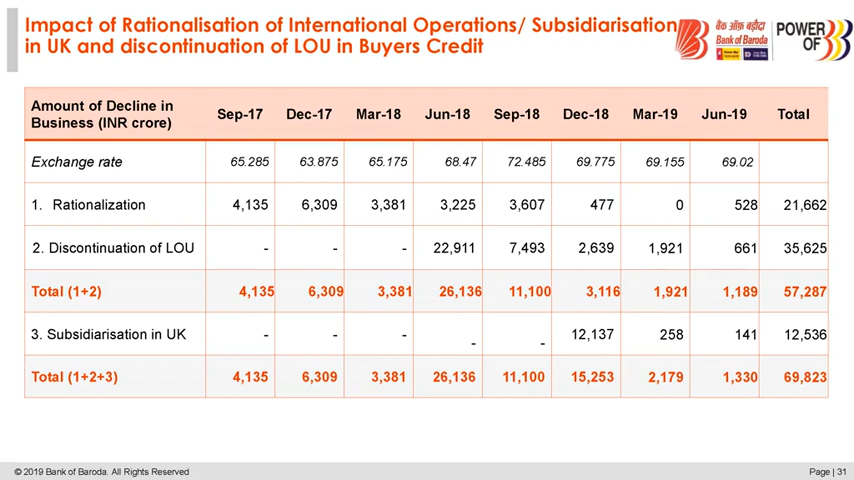 Impact of Rationalisation of International Operations/ Subsidiarisation
in UK and discontinuation of LOU in Buyers Credit
बैंक ऑफ़ बड़ौदा
Bank of Baroda
POWER
OF 3
Amount of Decline in
Business (INR crore) Sep-17 Dec-17 Mar-18 Jun-18 Sep-18 Dec-18 Mar-19 Jun-19 Total
Exchange rate 65.285 63.875 65.175 68.47 72.485 69.775 69.155 69.02
1. Rationalization 4,135 6,309 3,381 3,225 3,607 477 0 528 21,662
2. Discontinuation of LOU - - - 22,911 7,493 2,639 1,921 661 35,625
Total (1+2) 4,135 6,309 3,381 26,136 11,100 3,116 1,921 1,189 57,287
3. Subsidiarisation in UK - - - - - 12,137 258 141 12,536
Total (1+2+3) 4,135 6,309 3,381 26,136 11,100 15,253 2,179 1,330 69,823
© 2019 Bank of Baroda. All Rights Reserved
Page | 31